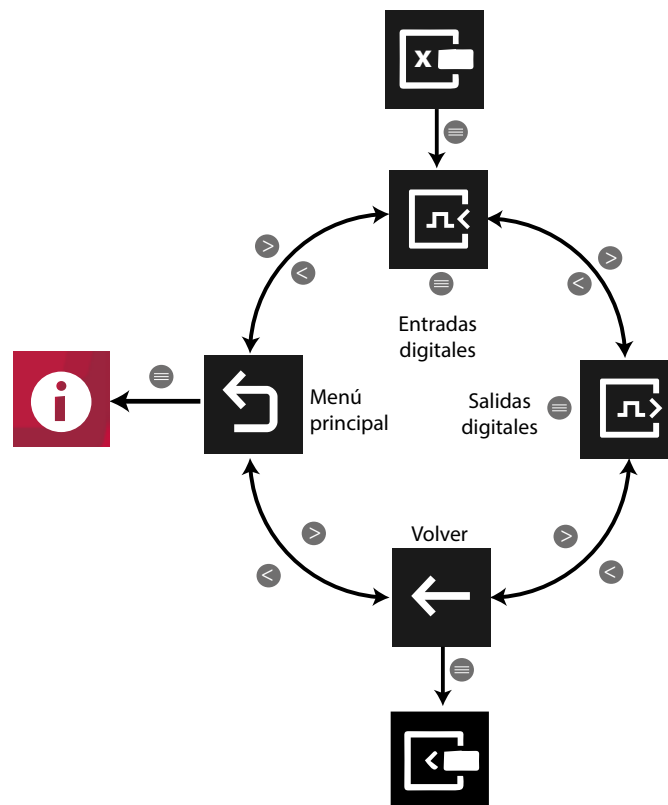 Entradas
digitales
Menú
principal
Salidas
digitales
Volver